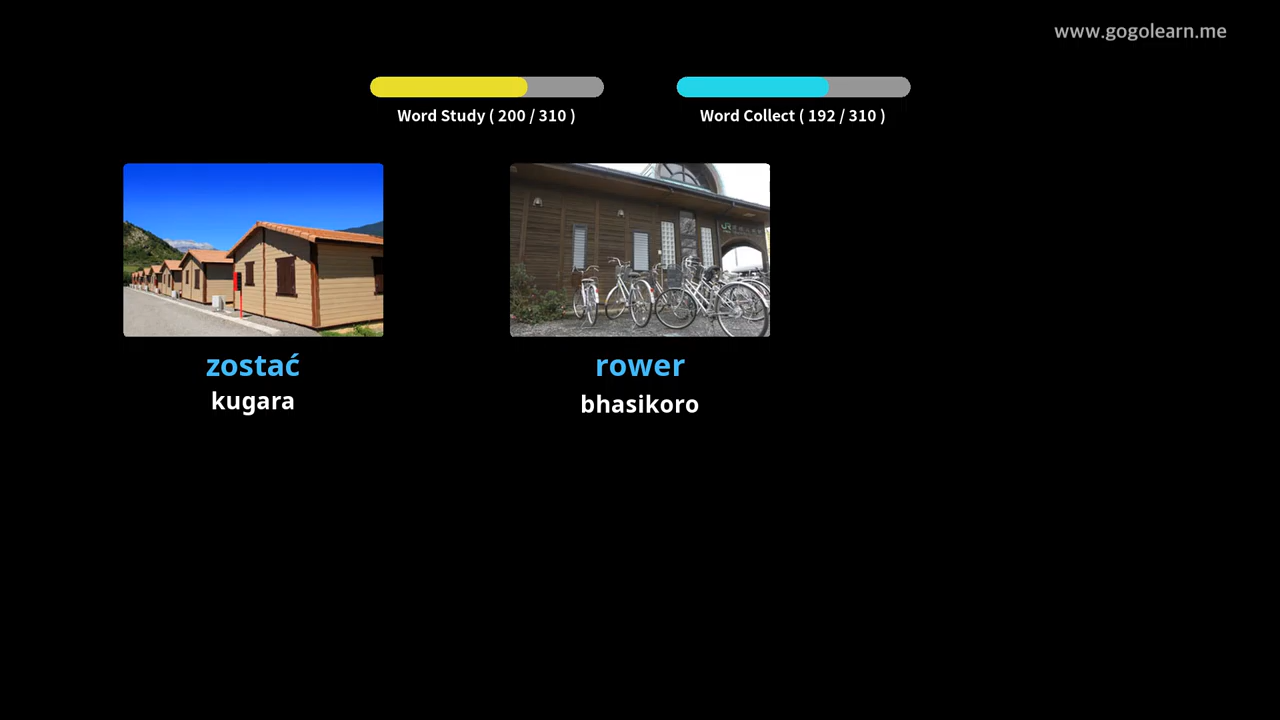 www.gogolearn.me
Word Study ( 200 / 310 )
Word Collect ( 192 / 310 )
zostać
kugara
rower
bhasikoro